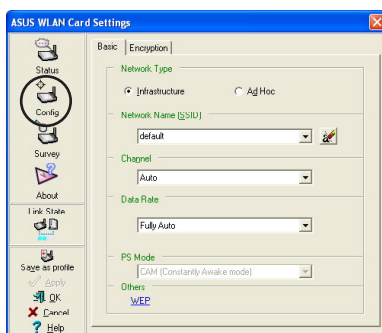 ASUS WLAN Card Settings
Status
Config
Survey
About
Link State
Save as profile
Apply
OK
Cancel
Help
Basic
Encryption
Network Type
Infrastructure
Ad Hoc
Network Name (SSID)
default
Channel
Auto
Data Rate
Fully Auto
PS Mode
CAM (Constantly Awake mode)
Others
WEP